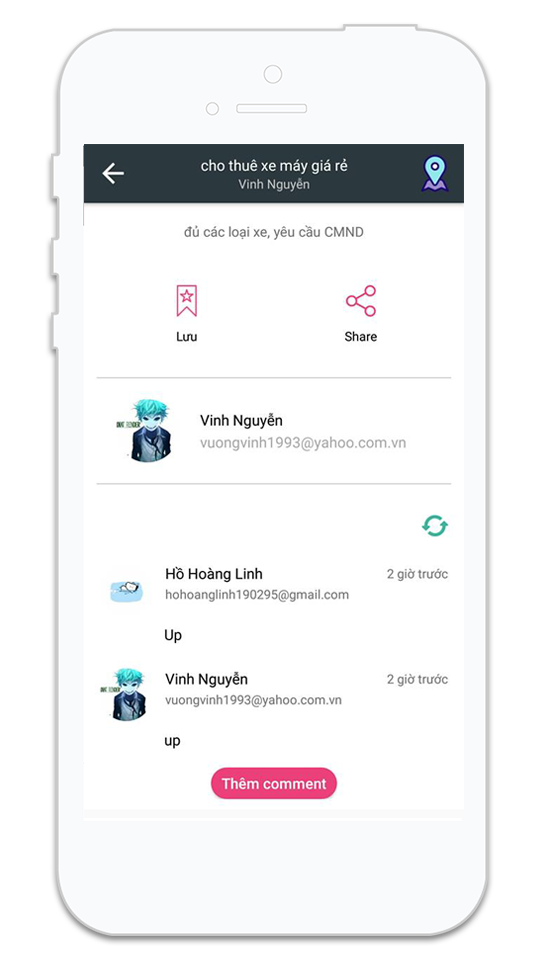 cho thuê xe máy giá rẻ
Vinh Nguyễn
đủ các loại xe, yêu cầu CMND
Lưu
Share
Vinh Nguyễn
vuongvinh1993@yahoo.com.vn
Hồ Hoàng Linh
2 giờ trước
hohoanglinh190295@gmail.com
Up
Vinh Nguyễn
2 giờ trước
vuongvinh1993@yahoo.com.vn
up
Thêm comment